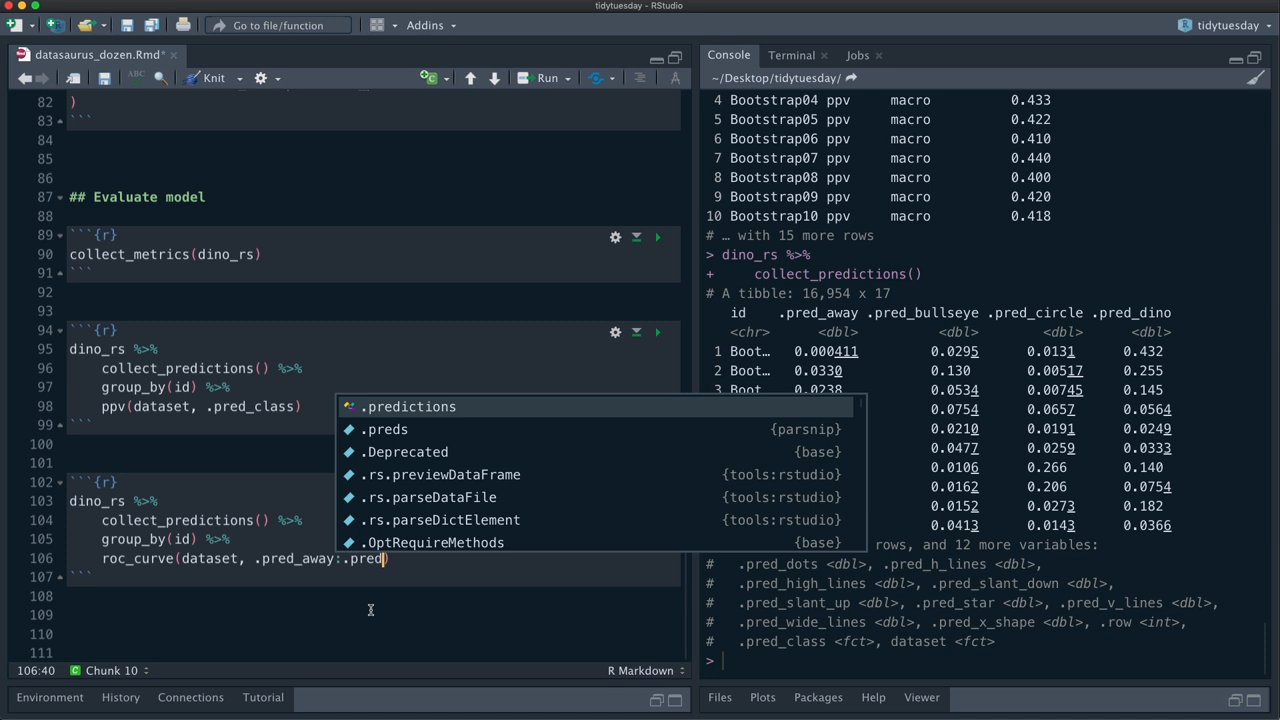 tidytuesday - RStudio
Go to file/function
Addins
tidytuesday
datasaurus_dozen.Rmd*
ABC
Knit
Run
82 )
83 ```
84
85
86
87 ## Evaluate model
88
89 ```{r}
90 collect_metrics(dino_rs)
91 ```
92
93
94 ```{r}
95 dino_rs %>%
96 collect_predictions() %>%
97 group_by(id) %>%
98 ppv(dataset, .pred_class)
99 ```
100
101
102 ```{r}
103 dino_rs %>%
104 collect_predictions() %>%
105 group_by(id) %>%
106 roc_curve(dataset, .pred_away:.pred)
107 ```
108
109
110
111
.predictions
.preds {parsnip}
.Deprecated {base}
.rs.previewDataFrame {tools:rstudio}
.rs.parseDataFile {tools:rstudio}
.rs.parseDictElement {tools:rstudio}
.OptRequireMethods {base}
106:40 Chunk 10 R Markdown
Environment History Connections Tutorial
Console Terminal Jobs
~/Desktop/tidytuesday/
4 Bootstrap04 ppv macro 0.433
5 Bootstrap05 ppv macro 0.422
6 Bootstrap06 ppv macro 0.410
7 Bootstrap07 ppv macro 0.440
8 Bootstrap08 ppv macro 0.400
9 Bootstrap09 ppv macro 0.420
10 Bootstrap10 ppv macro 0.418
# … with 15 more rows
> dino_rs %>%
+ collect_predictions()
# A tibble: 16,954 x 17
id .pred_away .pred_bullseye .pred_circle .pred_dino
<chr> <dbl> <dbl> <dbl> <dbl>
1 Boot… 0.000411 0.0295 0.0131 0.432
2 Boot… 0.0330 0.130 0.00517 0.255
3 Boot… 0.0238 0.0534 0.00745 0.145
0.0754 0.0657 0.0564
0.0210 0.0191 0.0249
0.0477 0.0259 0.0333
0.0106 0.266 0.140
0.0162 0.206 0.0754
0.0152 0.0273 0.182
0.0413 0.0143 0.0366
rows, and 12 more variables:
# .pred_dots <dbl>, .pred_h_lines <dbl>,
# .pred_high_lines <dbl>, .pred_slant_down <dbl>,
# .pred_slant_up <dbl>, .pred_star <dbl>, .pred_v_lines <dbl>,
# .pred_wide_lines <dbl>, .pred_x_shape <dbl>, .row <int>,
# .pred_class <fct>, dataset <fct>
>
Files Plots Packages Help Viewer